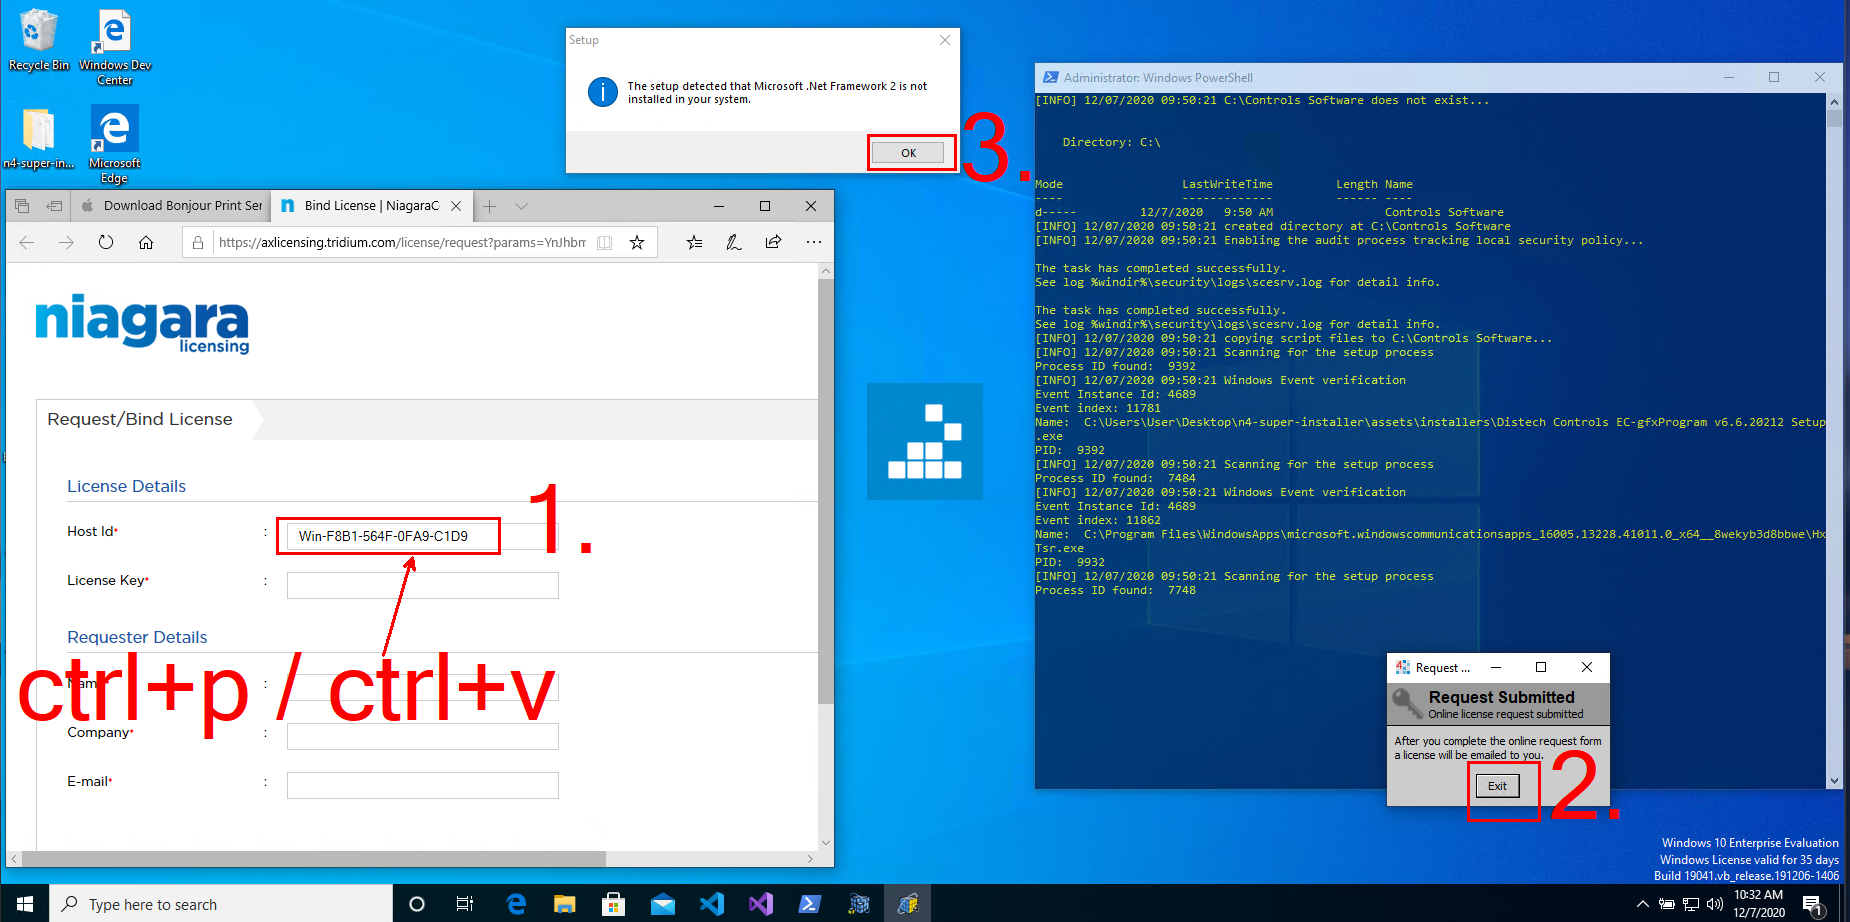 Recycle Bin
Windows Dev
Center
n4-super-in...
Microsoft
Edge
Setup
The setup detected that Microsoft .Net Framework 2 is not
installed in your system.
OK
3.
Download Bonjour Print Ser
Bind License | NiagaraC
https://axlicensing.tridium.com/license/request?params=YnJhbm
niagara
licensing
Request/Bind License
License Details
Host Id* :
Win-F8B1-564F-0FA9-C1D9
1.
License Key* :
Requester Details
ctrl+p / ctrl+v
Name :
Company* :
E-mail* :
Administrator: Windows PowerShell
[INFO] 12/07/2020 09:50:21 C:\Controls Software does not exist...
Directory: C:\
Mode LastWriteTime Length Name
---- ------------- ------ ----
d----- 12/7/2020 9:50 AM Controls Software
[INFO] 12/07/2020 09:50:21 created directory at C:\Controls Software
[INFO] 12/07/2020 09:50:21 Enabling the audit process tracking local security policy...
The task has completed successfully.
See log %windir%\security\logs\scesrv.log for detail info.
The task has completed successfully.
See log %windir%\security\logs\scesrv.log for detail info.
[INFO] 12/07/2020 09:50:21 copying script files to C:\Controls Software...
[INFO] 12/07/2020 09:50:21 Scanning for the setup process
Process ID found:  9392
[INFO] 12/07/2020 09:50:21 Windows Event verification
Event Instance Id: 4689
Event index: 11781
Name:  C:\Users\User\Desktop\n4-super-installer\assets\installers\Distech Controls EC-gfxProgram v6.6.20212 Setup
.exe
PID:  9392
[INFO] 12/07/2020 09:50:21 Scanning for the setup process
Process ID found:  7484
[INFO] 12/07/2020 09:50:21 Windows Event verification
Event Instance Id: 4689
Event index: 11862
Name:  C:\Program Files\WindowsApps\microsoft.windowscommunicationsapps_16005.13228.41011.0_x64__8wekyb3d8bbwe\Hx
Tsr.exe
PID:  9932
[INFO] 12/07/2020 09:50:21 Scanning for the setup process
Process ID found:  7748
Request ...
Request Submitted
Online license request submitted
After you complete the online request form
a license will be emailed to you.
Exit
2.
Windows 10 Enterprise Evaluation
Windows License valid for 35 days
Build 19041.vb_release.191206-1406
Type here to search
10:32 AM
12/7/2020
1